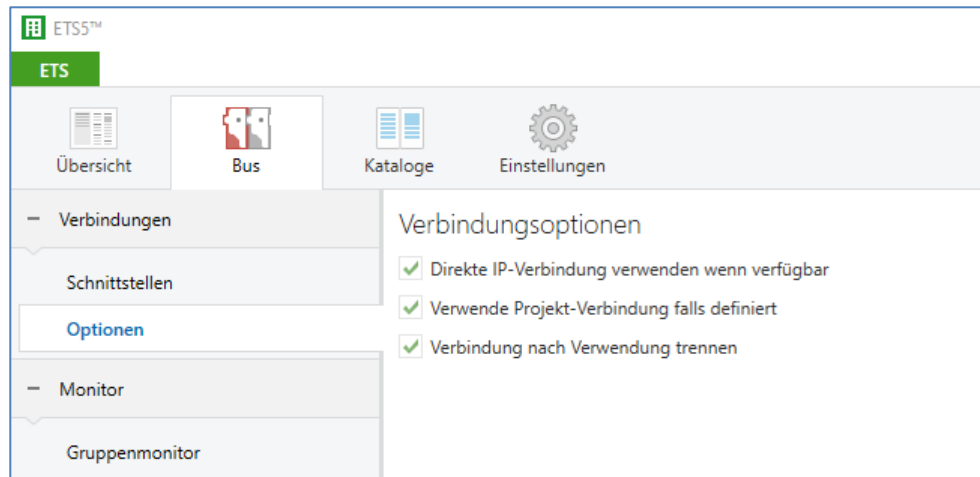 ETS5™
ETS
Übersicht
Bus
Kataloge
Einstellungen
Verbindungen
Schnittstellen
Optionen
Monitor
Gruppenmonitor
Verbindungsoptionen
Direkte IP-Verbindung verwenden wenn verfügbar
Verwende Projekt-Verbindung falls definiert
Verbindung nach Verwendung trennen